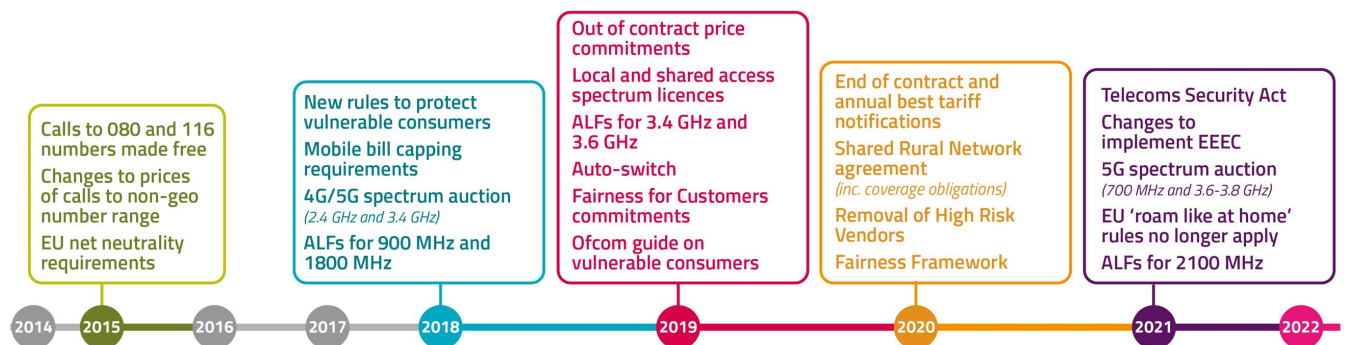 Calls to 080 and 116
numbers made free
Changes to prices
of calls to non-geo
number range
EU net neutrality
requirements
New rules to protect
vulnerable consumers
Mobile bill capping
requirements
4G/5G spectrum auction
(2.4 GHz and 3.4 GHz)
ALFs for 900 MHz and
1800 MHz
Out of contract price
commitments
Local and shared access
spectrum licences
ALFs for 3.4 GHz and
3.6 GHz
Auto-switch
Fairness for Customers
commitments
Ofcom guide on
vulnerable consumers
End of contract and
annual best tariff
notifications
Shared Rural Network
agreement
(inc. coverage obligations)
Removal of High Risk
Vendors
Fairness Framework
Telecoms Security Act
Changes to
implement EEEC
5G spectrum auction
(700 MHz and 3.6-3.8 GHz)
EU ‘roam like at home’
rules no longer apply
ALFs for 2100 MHz
2014
2015
2016
2017
2018
2019
2020
2021
2022